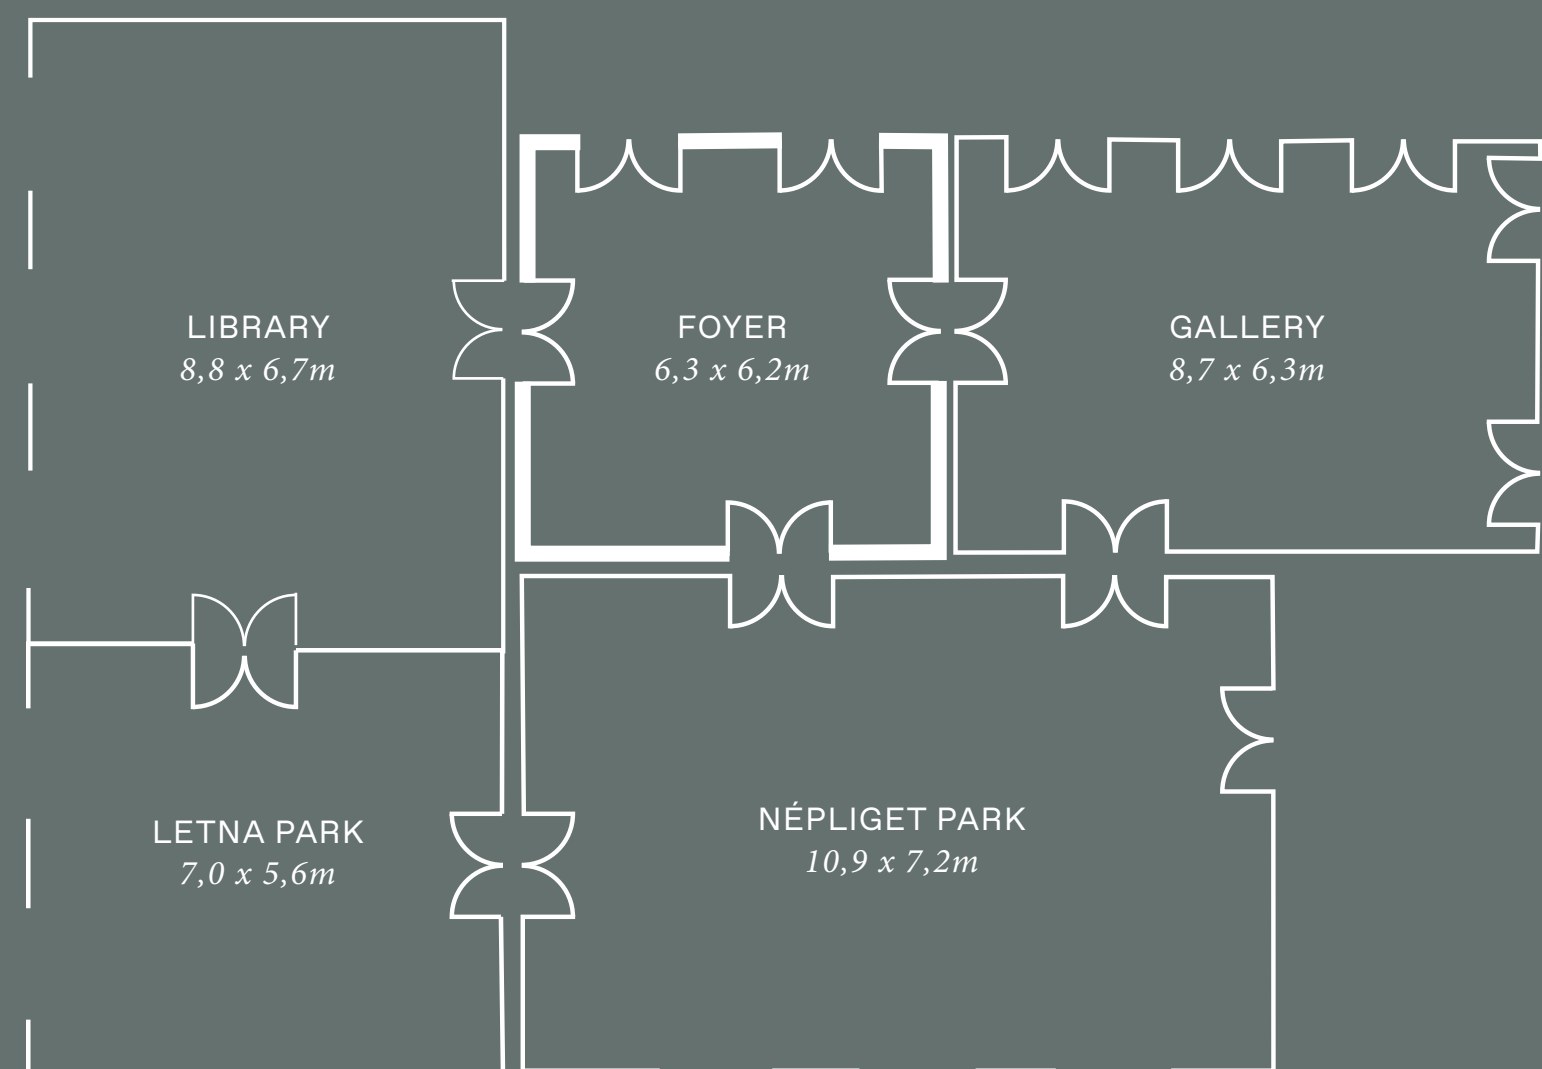 LIBRARY
8,8 x 6,7m
FOYER
6,3 x 6,2m
GALLERY
8,7 x 6,3m
LETNA PARK
7,0 x 5,6m
NÉPLIGET PARK
10,9 x 7,2m